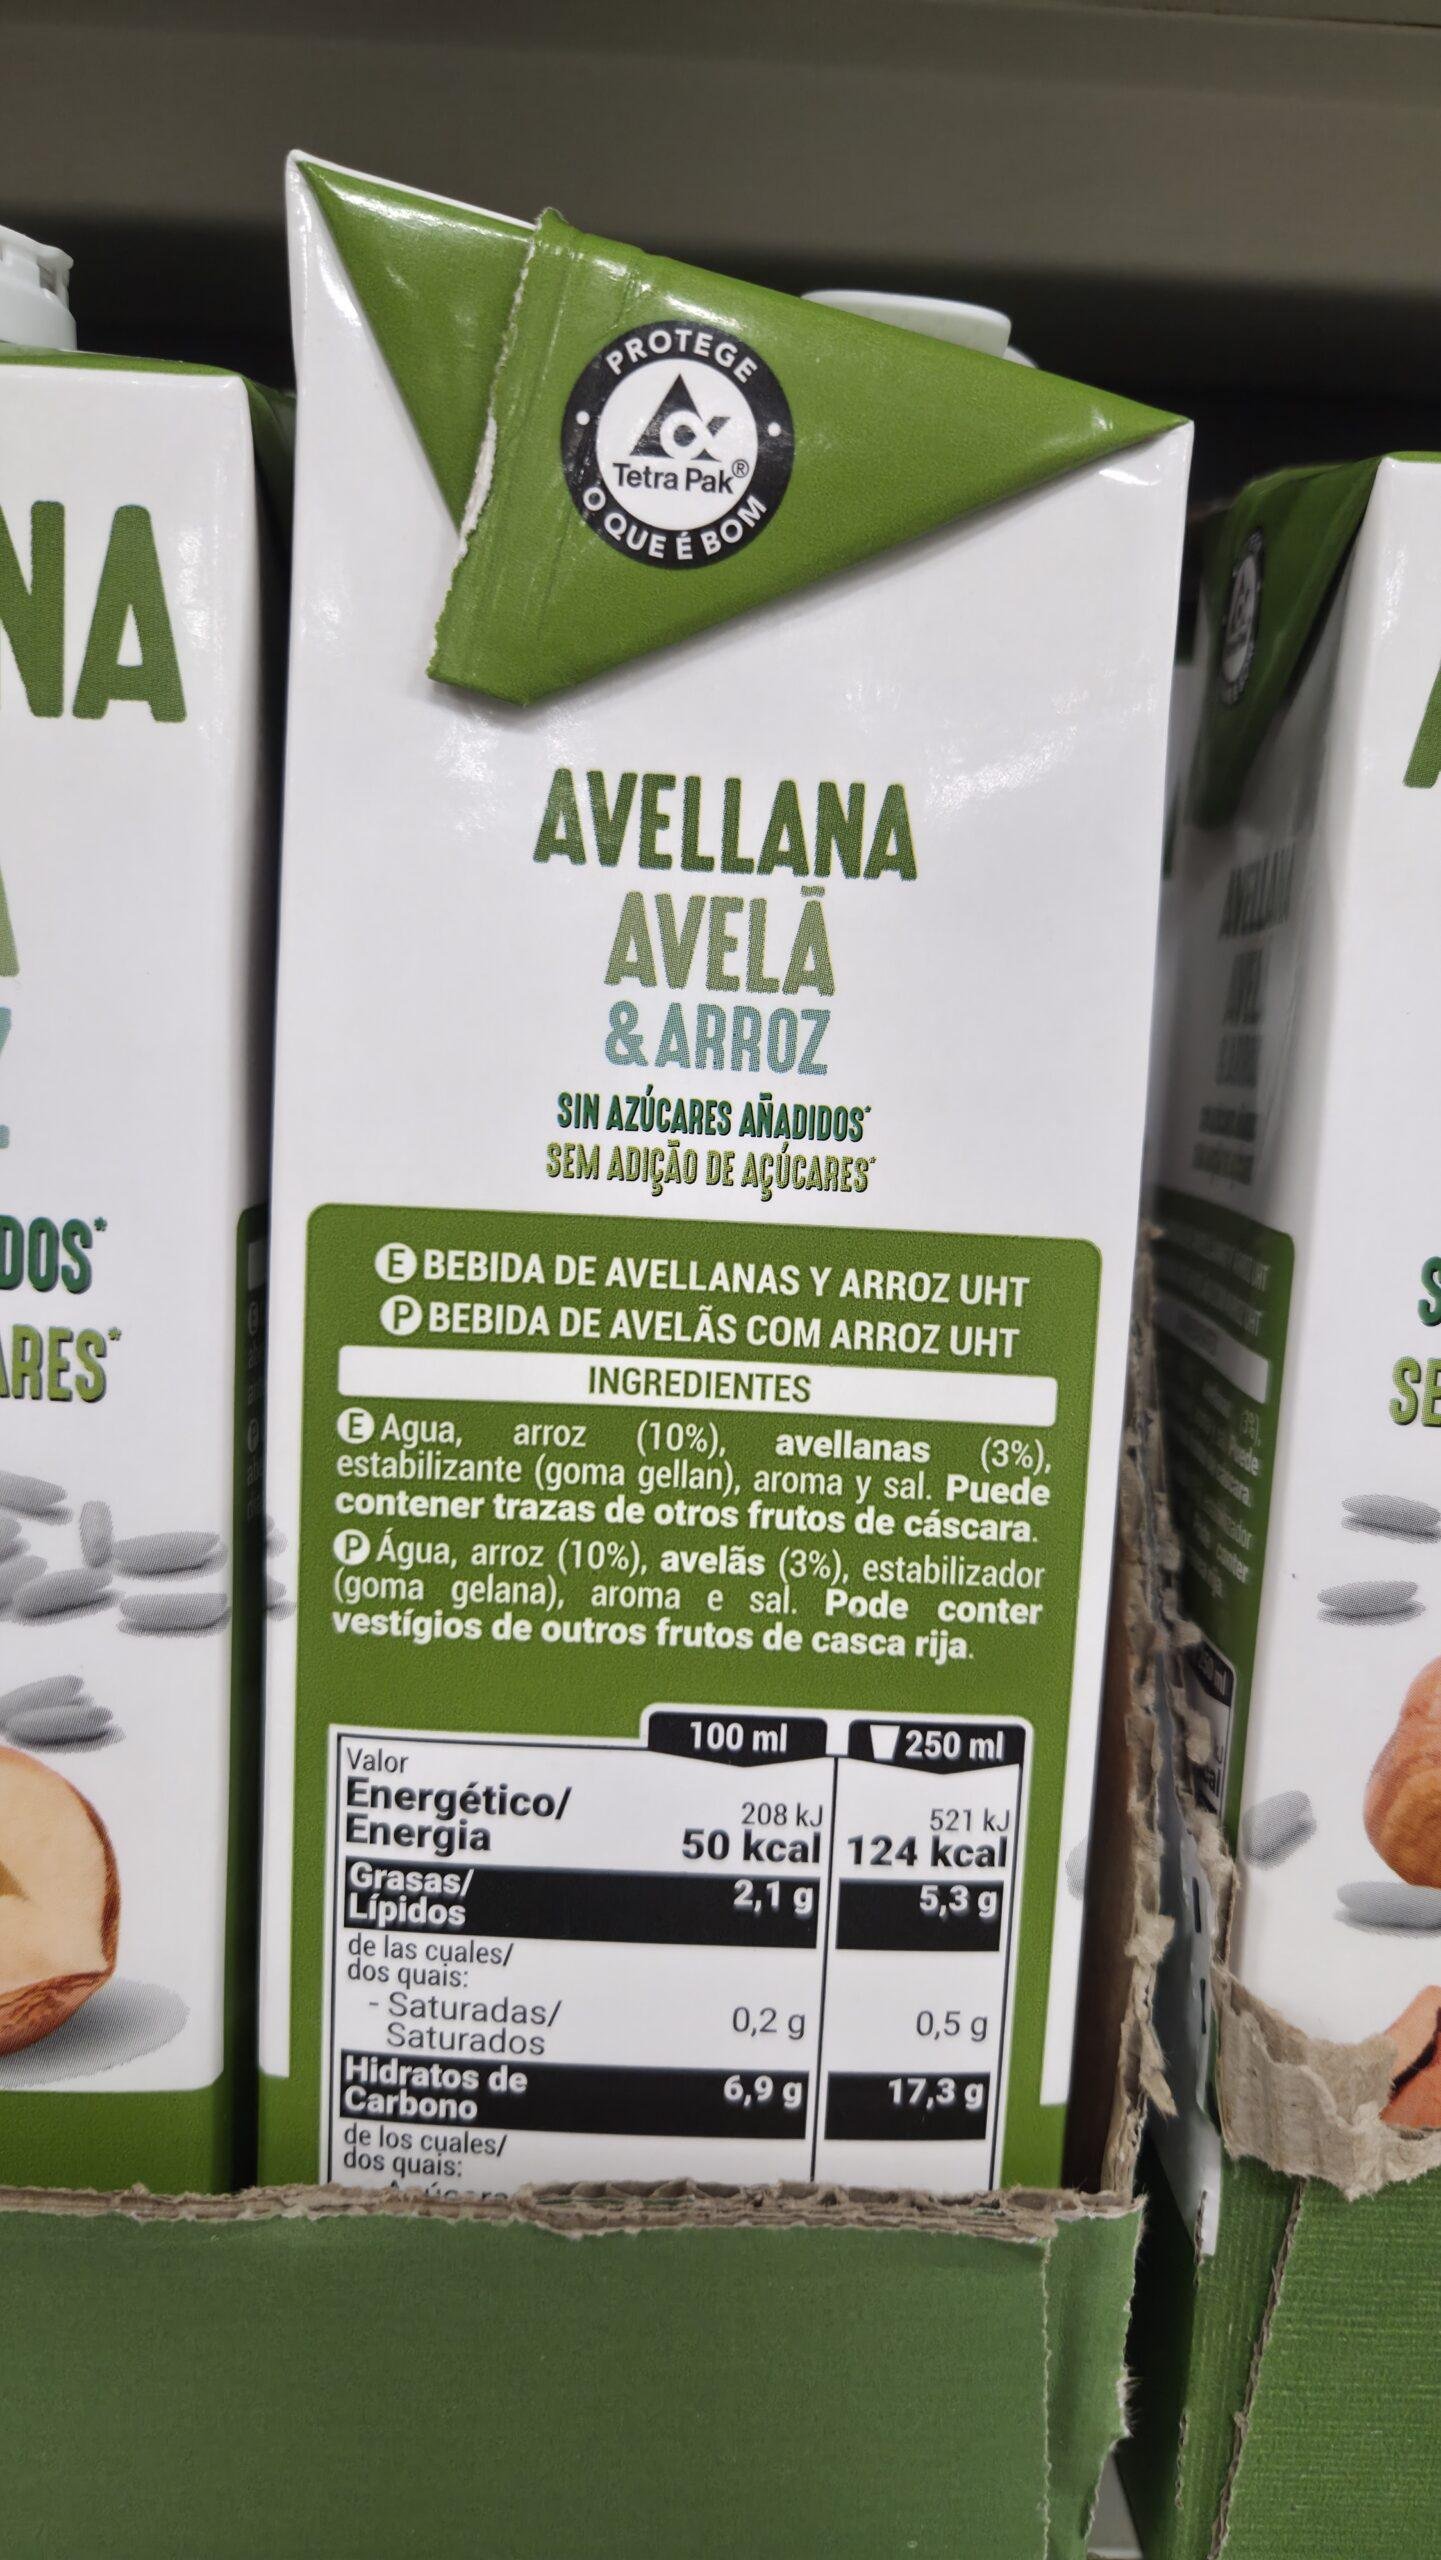 PROTEGE
Tetra Pak®
O QUE É BOM
AVELLANA
AVELÃ
& ARROZ
SIN AZÚCARES AÑADIDOS*
SEM ADIÇÃO DE AÇÚCARES*
E BEBIDA DE AVELLANAS Y ARROZ UHT
P BEBIDA DE AVELÃS COM ARROZ UHT
INGREDIENTES
E Agua, arroz (10%), avellanas (3%),
estabilizante (goma gellan), aroma y sal. Puede
contener trazas de otros frutos de cáscara.
P Água, arroz (10%), avelãs (3%), estabilizador
(goma gelana), aroma e sal. Pode conter
vestígios de outros frutos de casca rija.
100 ml 250 ml
Valor
Energético/ 208 kJ 521 kJ
Energia 50 kcal 124 kcal
Grasas/
Lípidos 2,1 g 5,3 g
de las cuales/
dos quais:
- Saturadas/
Saturados 0,2 g 0,5 g
Hidratos de
Carbono 6,9 g 17,3 g
de los cuales/
dos quais:
NA
DOS*
ARES*